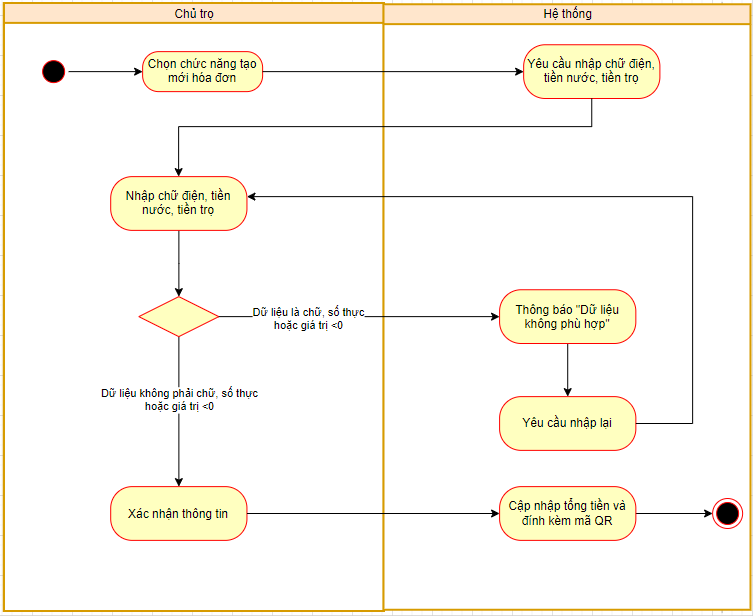 Chủ trọ
Hệ thống
Chọn chức năng tạo
mới hóa đơn
Yêu cầu nhập chữ điện,
tiền nước, tiền trọ
Nhập chữ điện, tiền
nước, tiền trọ
Dữ liệu là chữ, số thực
hoặc giá trị <0
Thông báo "Dữ liệu
không phù hợp"
Dữ liệu không phải chữ, số thực
hoặc giá trị <0
Yêu cầu nhập lại
Xác nhận thông tin
Cập nhập tổng tiền và
đính kèm mã QR